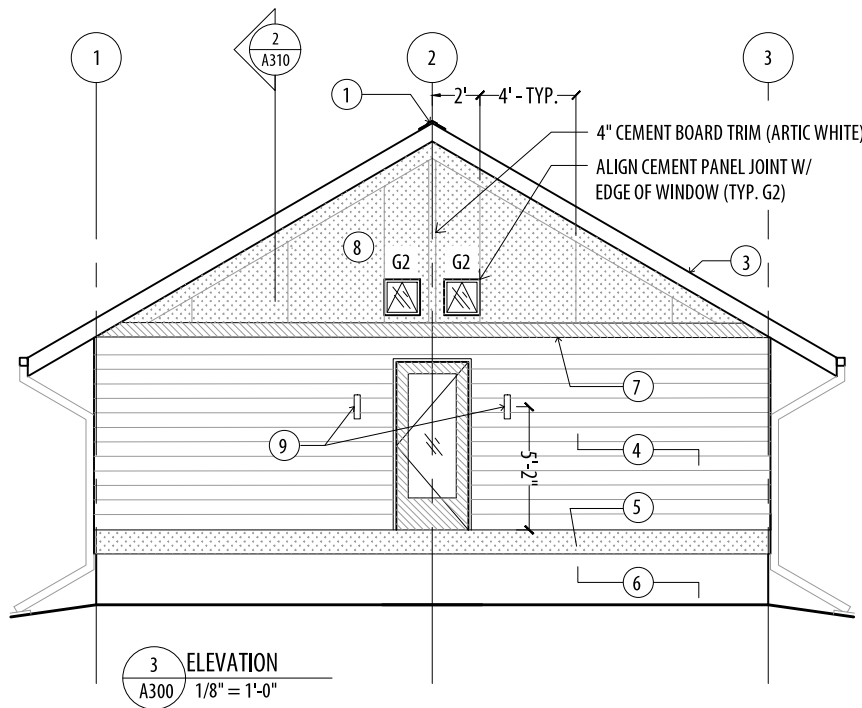 1
2
A310
2
3
1
2'
4' - TYP.
4" CEMENT BOARD TRIM (ARTIC WHITE)
ALIGN CEMENT PANEL JOINT W/
EDGE OF WINDOW (TYP. G2)
8
G2
G2
3
7
9
5'-2"
4
5
6
3
A300
ELEVATION
1/8" = 1'-0"